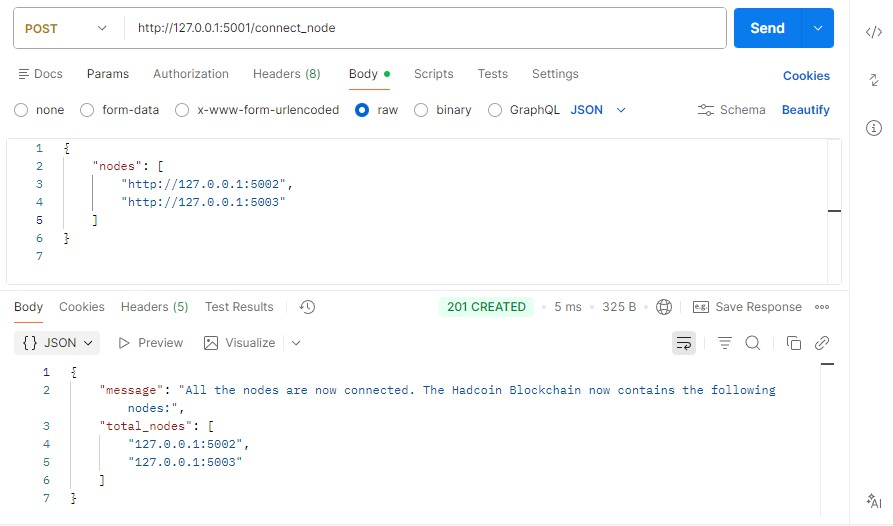 POST http://127.0.0.1:5001/connect_node Send
Docs Params Authorization Headers (8) Body Scripts Tests Settings Cookies
none form-data x-www-form-urlencoded raw binary GraphQL JSON Schema Beautify
1 {
2 "nodes": [
3 "http://127.0.0.1:5002",
4 "http://127.0.0.1:5003"
5 ]
6 }
7
Body Cookies Headers (5) Test Results 201 CREATED 5 ms 325 B e.g. Save Response
{} JSON Preview Visualize
1 {
2 "message": "All the nodes are now connected. The Hadcoin Blockchain now contains the following
nodes:",
3 "total_nodes": [
4 "127.0.0.1:5002",
5 "127.0.0.1:5003"
6 ]
7 }
AI